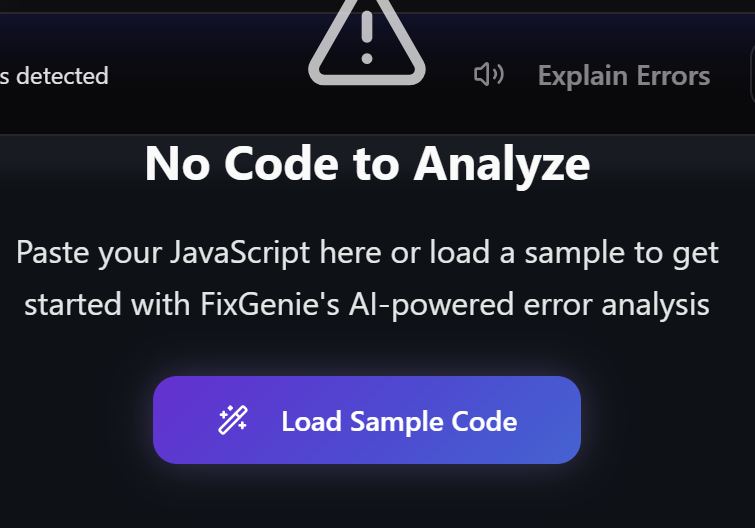 s detected
Explain Errors
No Code to Analyze
Paste your JavaScript here or load a sample to get
started with FixGenie's AI-powered error analysis
Load Sample Code